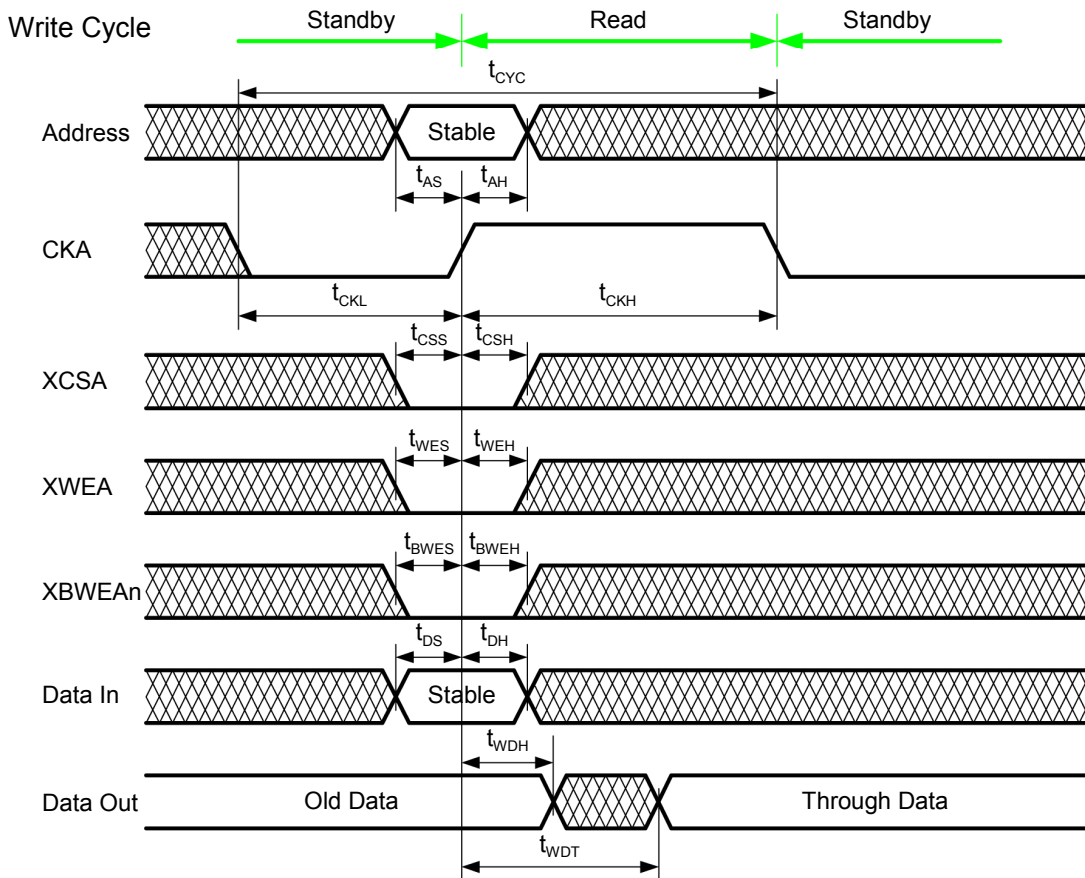 Write Cycle
Standby Read Standby
tCYC
Address Stable
tAS tAH
CKA
tCKL tCKH
tCSS tCSH
XCSA
tWES tWEH
XWEA
tBWES tBWEH
XBWEAn
tDS tDH
Data In Stable
tWDH
Data Out Old Data Through Data
tWDT